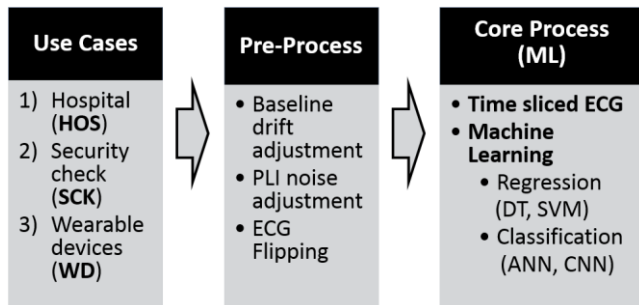 Use Cases
1) Hospital
(HOS)
2) Security
check
(SCK)
3) Wearable
devices
(WD)
Pre-Process
• Baseline
drift
adjustment
• PLI noise
adjustment
• ECG
Flipping
Core Process
(ML)
• Time sliced ECG
• Machine
Learning
• Regression
(DT, SVM)
• Classification
(ANN, CNN)